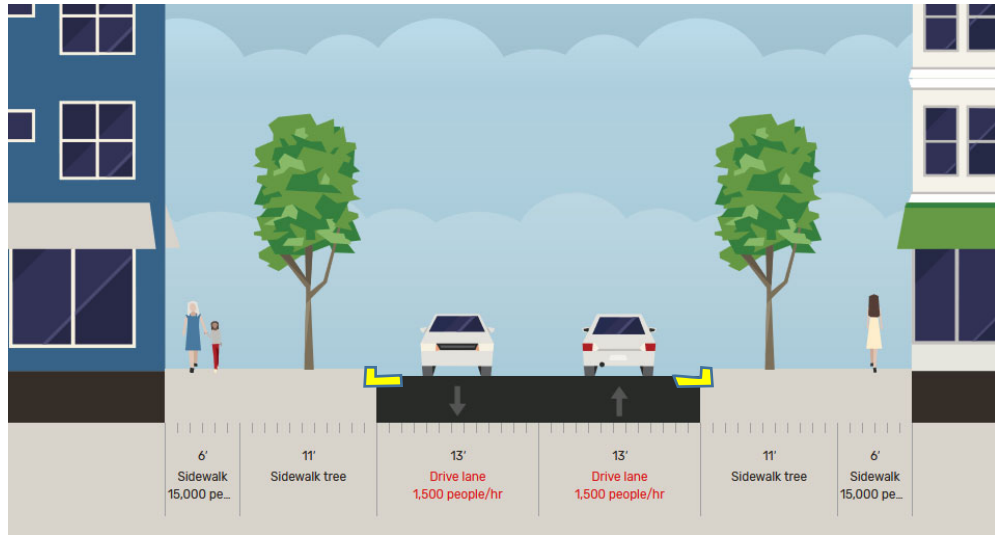 6'
Sidewalk
15,000 pe...
11'
Sidewalk tree
13'
Drive lane
1,500 people/hr
13'
Drive lane
1,500 people/hr
11'
Sidewalk tree
6'
Sidewalk
15,000 pe...